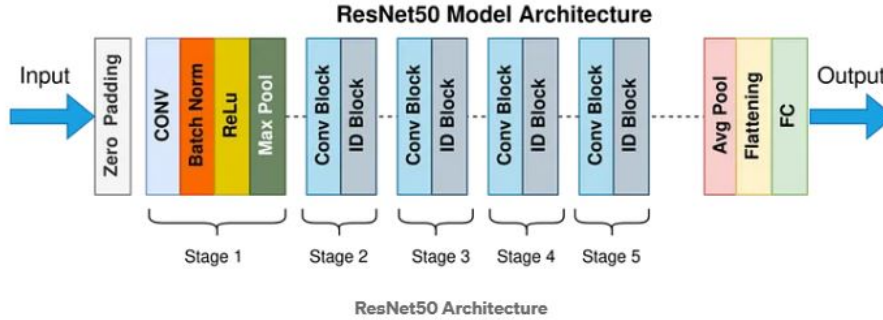 ResNet50 Model Architecture
Input
Zero Padding
CONV
Batch Norm
ReLu
Max Pool
Conv Block
ID Block
Conv Block
ID Block
Conv Block
ID Block
Conv Block
ID Block
Avg Pool
Flattening
FC
Output
Stage 1
Stage 2
Stage 3
Stage 4
Stage 5
ResNet50 Architecture